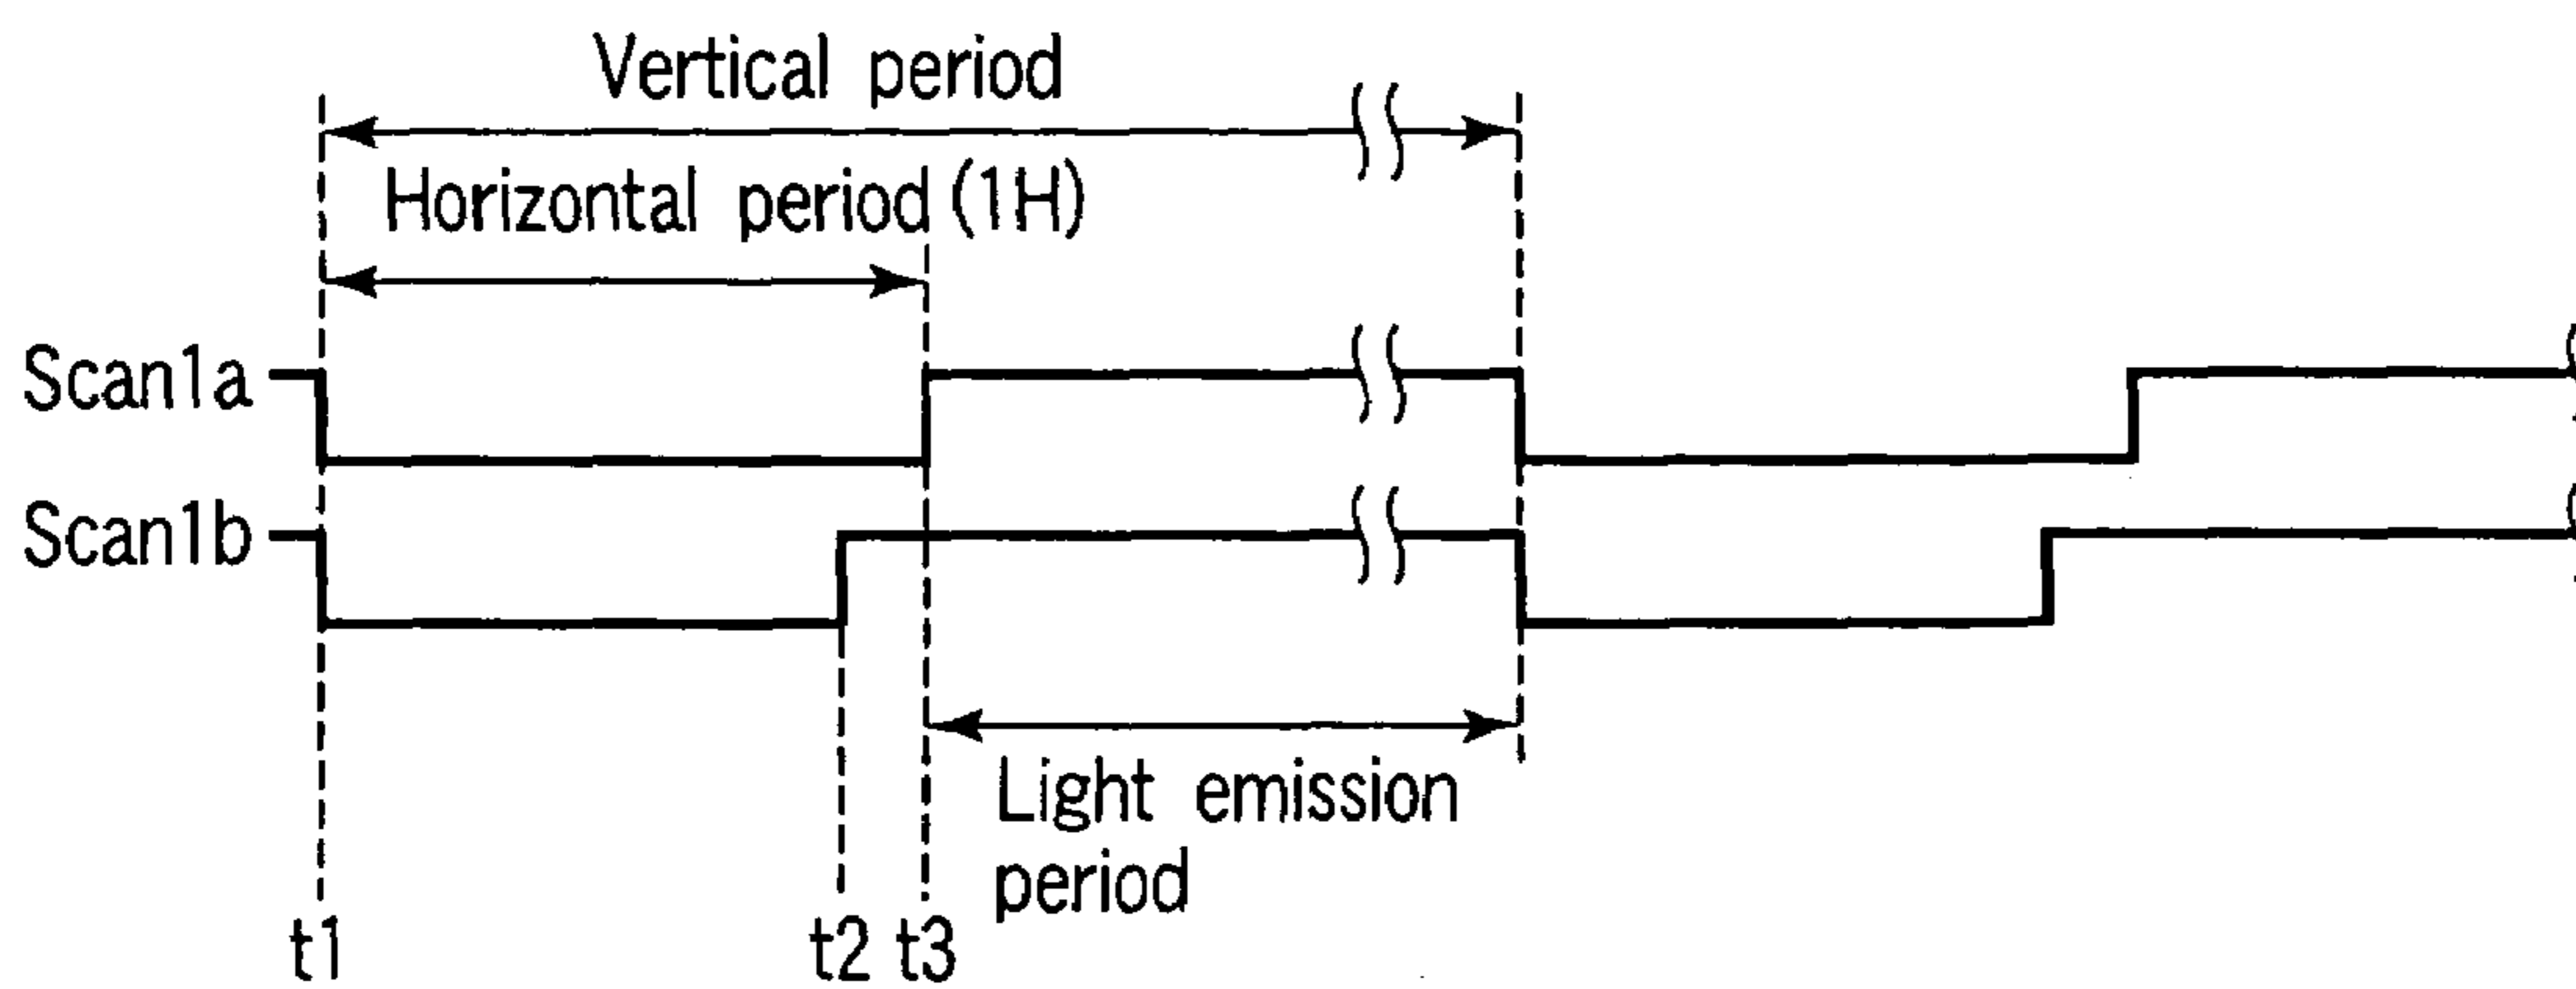 Vertical period
Horizontal period (1H)
Scan1a
Scan1b
Light emission
period
t1 t2 t3